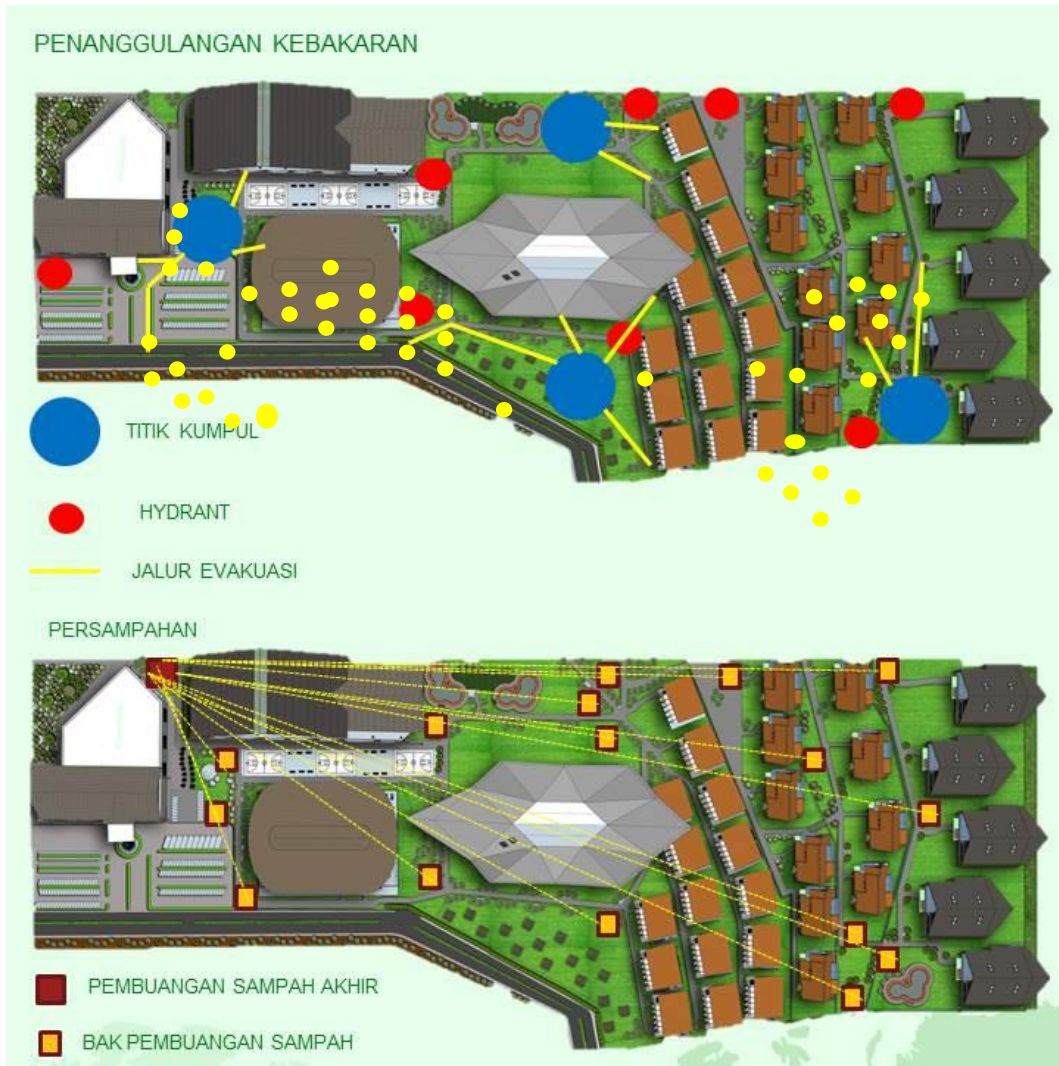 PENANGGULANGAN KEBAKARAN
TITIK KUMPUL
HYDRANT
JALUR EVAKUASI
PERSAMPAHAN
PEMBUANGAN SAMPAH AKHIR
BAK PEMBUANGAN SAMPAH